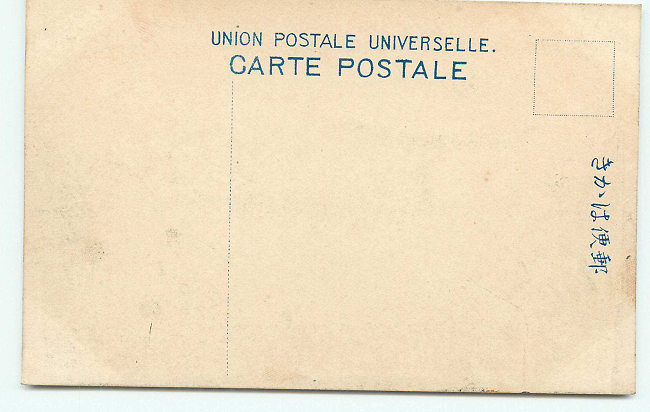 UNION POSTALE UNIVERSELLE.
CARTE POSTALE
きかは便郵